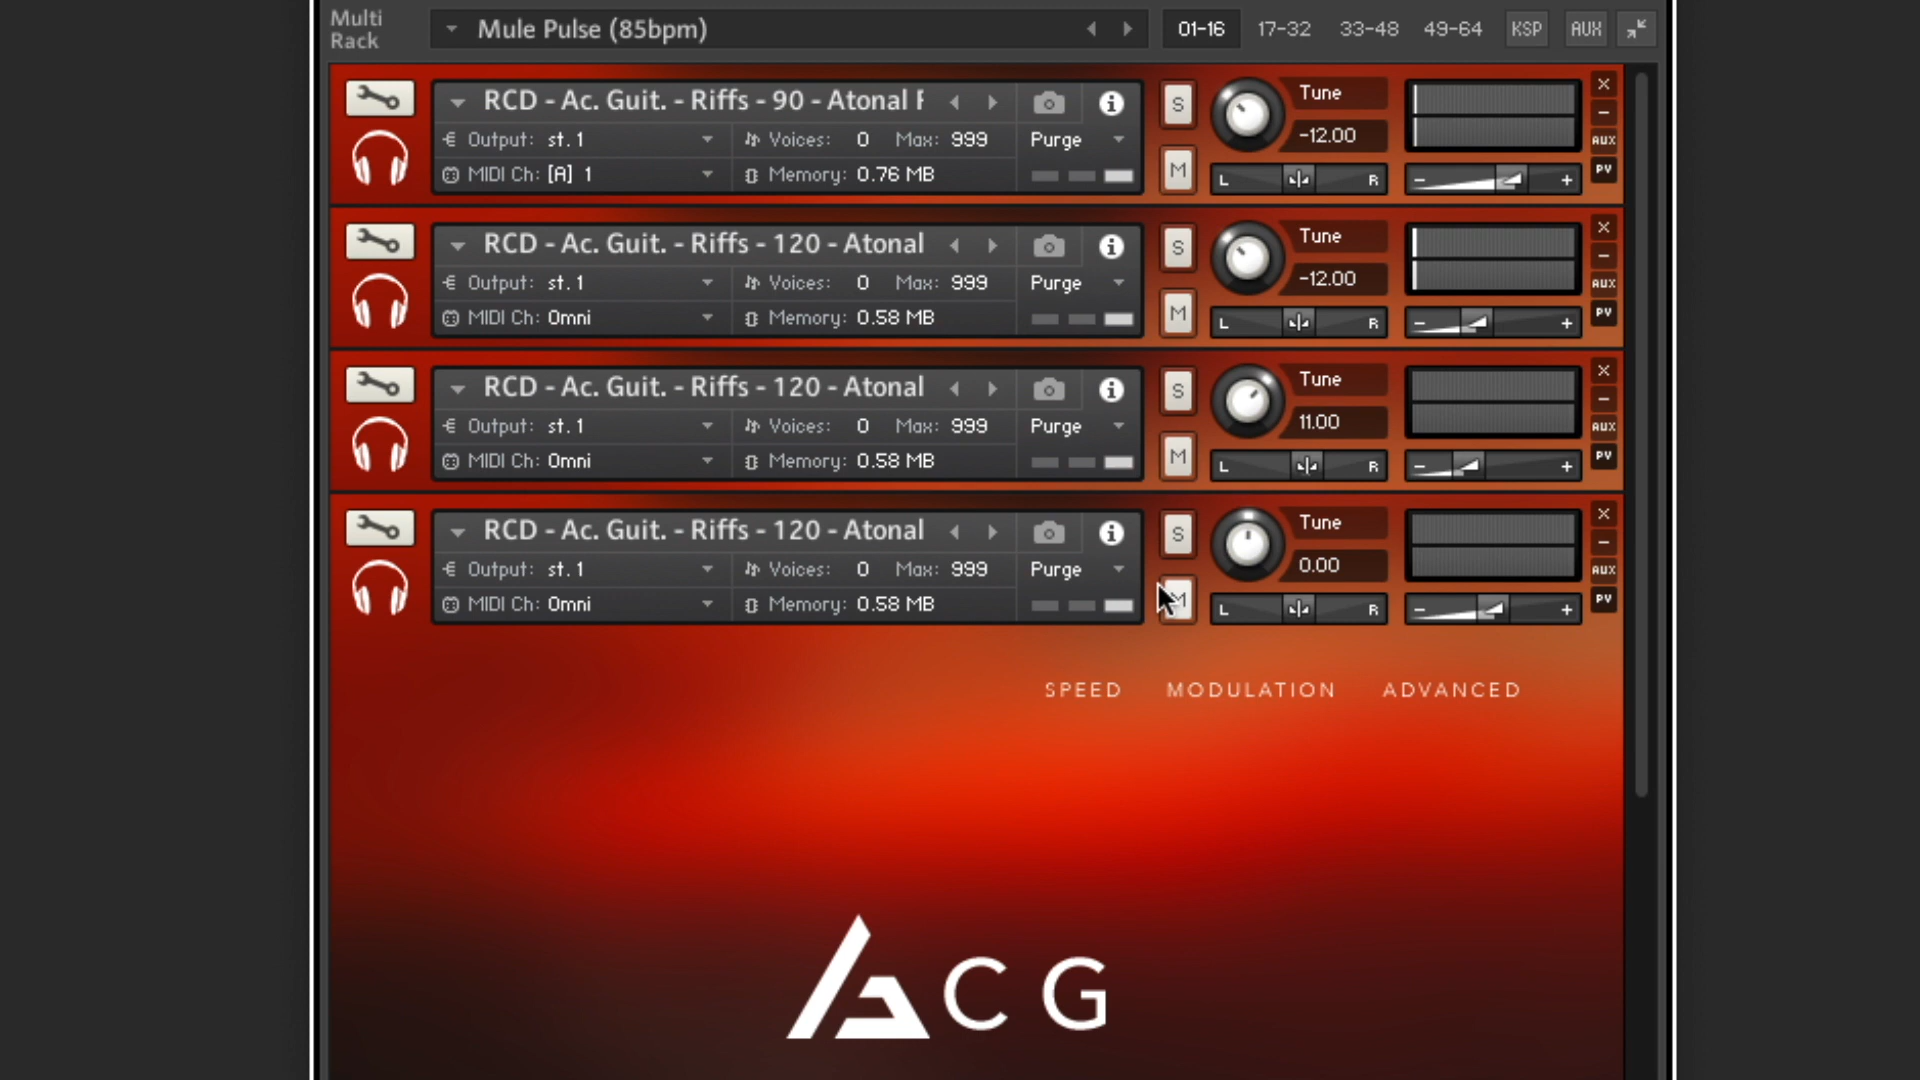 Multi
Rack
Mule Pulse (85bpm)
01-16 17-32 33-48 49-64 KSP AUX
RCD - Ac. Guit. - Riffs - 90 - Atonal F
Output: st. 1 Voices: 0 Max: 999 Purge
MIDI Ch: [A] 1 Memory: 0.76 MB
S
M
Tune
-12.00
L R - +
×
-
AUX
PV
RCD - Ac. Guit. - Riffs - 120 - Atonal
Output: st. 1 Voices: 0 Max: 999 Purge
MIDI Ch: Omni Memory: 0.58 MB
S
M
Tune
-12.00
L R - +
×
-
AUX
PV
RCD - Ac. Guit. - Riffs - 120 - Atonal
Output: st. 1 Voices: 0 Max: 999 Purge
MIDI Ch: Omni Memory: 0.58 MB
S
M
Tune
11.00
L R - +
×
-
AUX
PV
RCD - Ac. Guit. - Riffs - 120 - Atonal
Output: st. 1 Voices: 0 Max: 999 Purge
MIDI Ch: Omni Memory: 0.58 MB
S
M
Tune
0.00
L R - +
×
-
AUX
PV
SPEED MODULATION ADVANCED
ACG